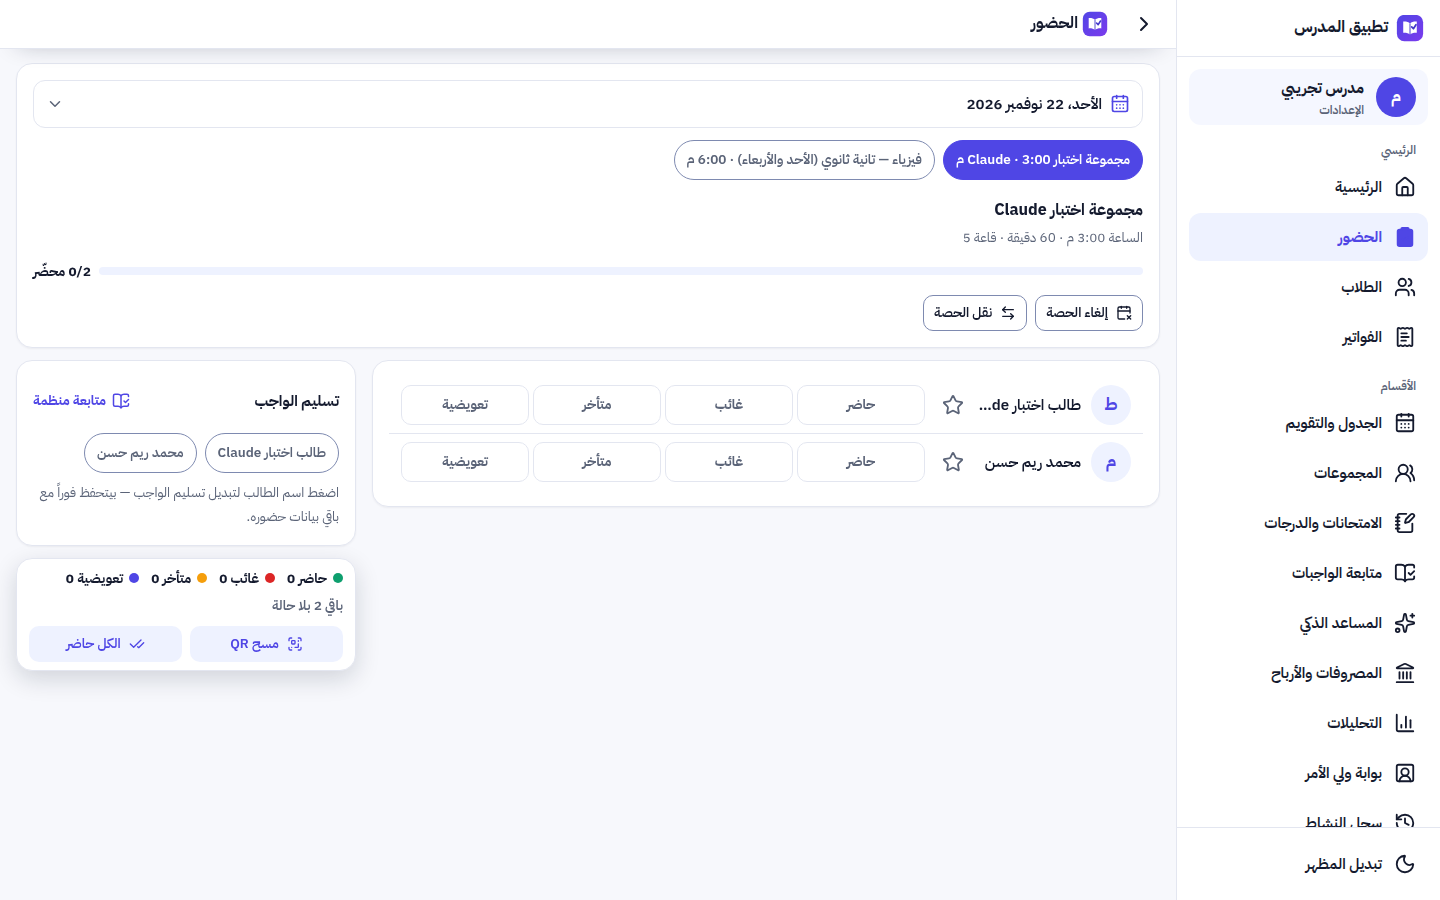 تطبيق المدرس
م
مدرس تجريبي
الإعدادات
الرئيسي
الرئيسية
الحضور
الطلاب
الفواتير
الأقسام
الجدول والتقويم
المجموعات
الامتحانات والدرجات
متابعة الواجبات
المساعد الذكي
المصروفات والأرباح
التحليلات
بوابة ولي الأمر
سجل النشاط
تبديل المظهر
الحضور
الأحد، 22 نوفمبر 2026
مجموعة اختبار Claude · 3:00 م
فيزياء — تانية ثانوي (الأحد والأربعاء) · 6:00 م
مجموعة اختبار Claude
الساعة 3:00 م · 60 دقيقة · قاعة 5
0/2 محضّر
إلغاء الحصة
نقل الحصة
ط طالب اختبار de... حاضر غائب متأخر تعويضية
م محمد ريم حسن حاضر غائب متأخر تعويضية
تسليم الواجب
متابعة منظمة
طالب اختبار Claude
محمد ريم حسن
اضغط اسم الطالب لتبديل تسليم الواجب — بيتحفظ فوراً مع
باقي بيانات حضوره.
حاضر 0 غائب 0 متأخر 0 تعويضية 0
باقي 2 بلا حالة
مسح QR
الكل حاضر